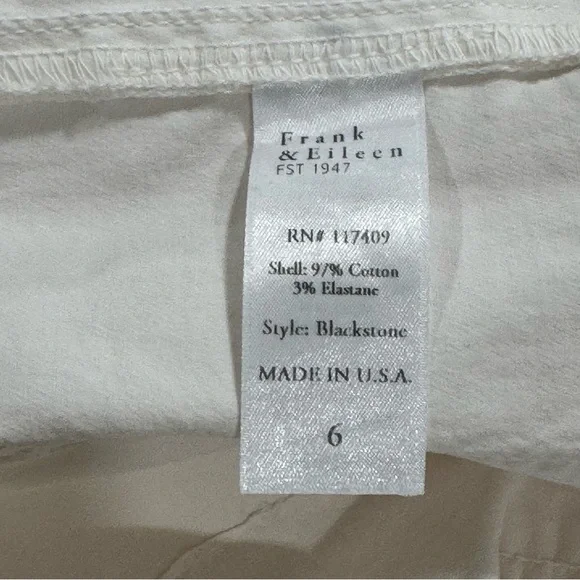 Frank
& Eileen
EST 1947
RN# 117409
Shell: 97% Cotton
3% Elastane
Style: Blackstone
MADE IN U.S.A.
6